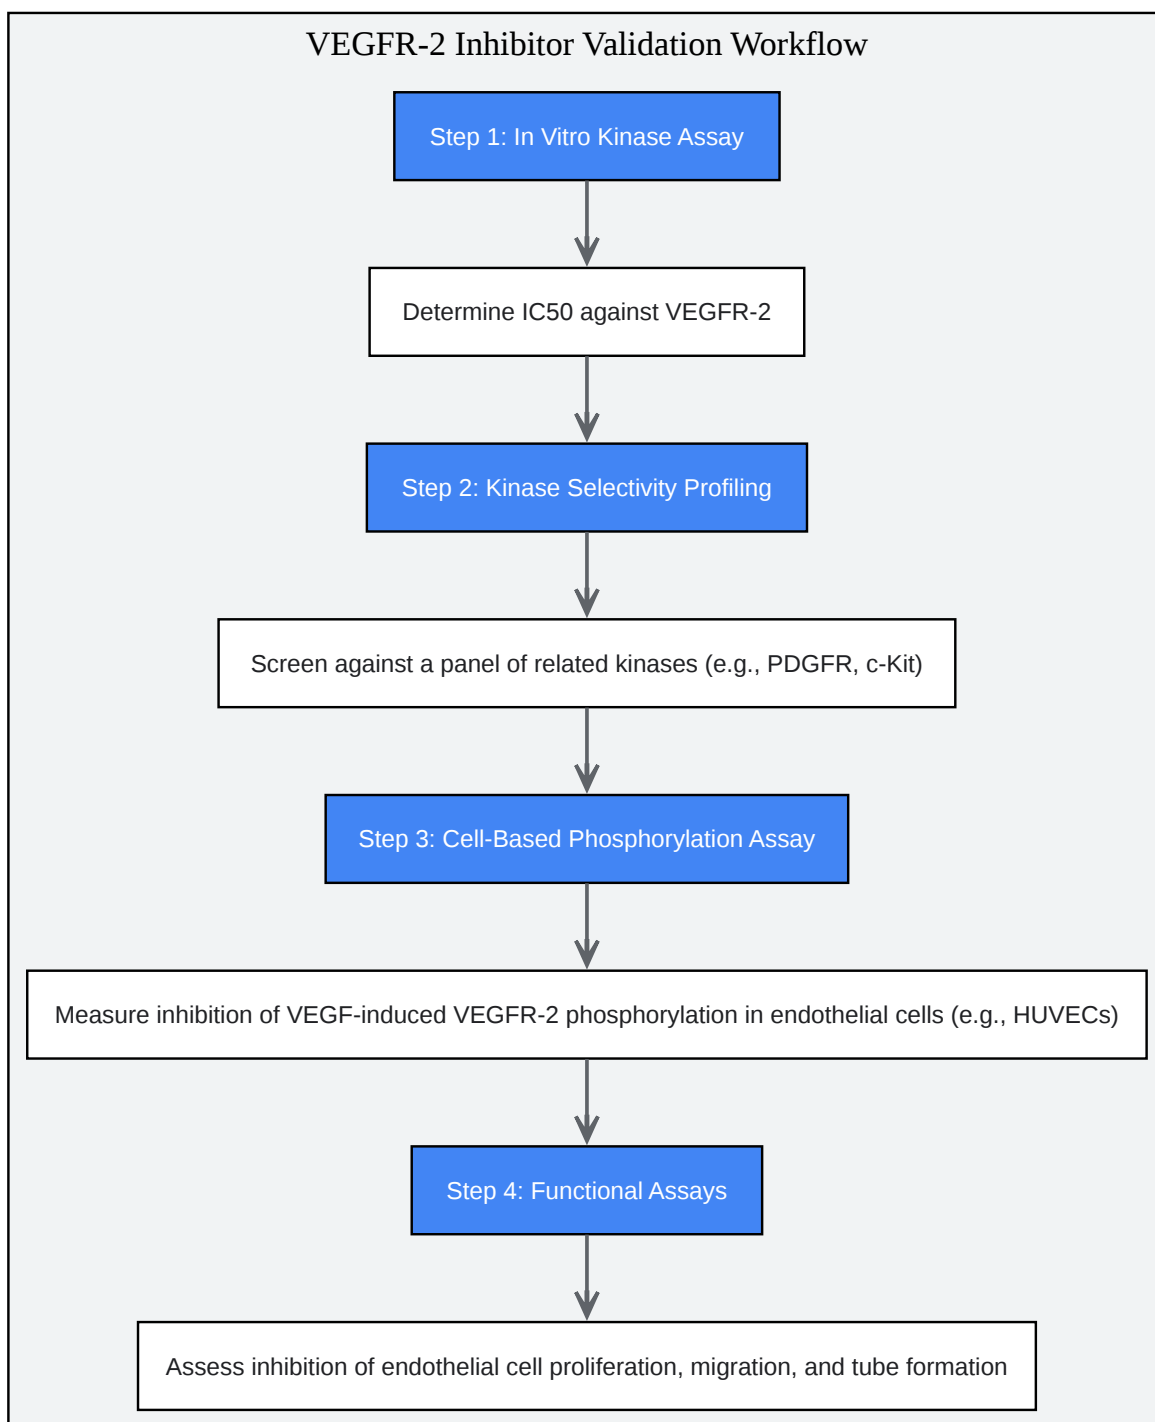 VEGFR-2 Inhibitor Validation Workflow
Step 1: In Vitro Kinase Assay
Determine IC50 against VEGFR-2
Step 2: Kinase Selectivity Profiling
Screen against a panel of related kinases (e.g., PDGFR, c-Kit)
Step 3: Cell-Based Phosphorylation Assay
Measure inhibition of VEGF-induced VEGFR-2 phosphorylation in endothelial cells (e.g., HUVECs)
Step 4: Functional Assays
Assess inhibition of endothelial cell proliferation, migration, and tube formation